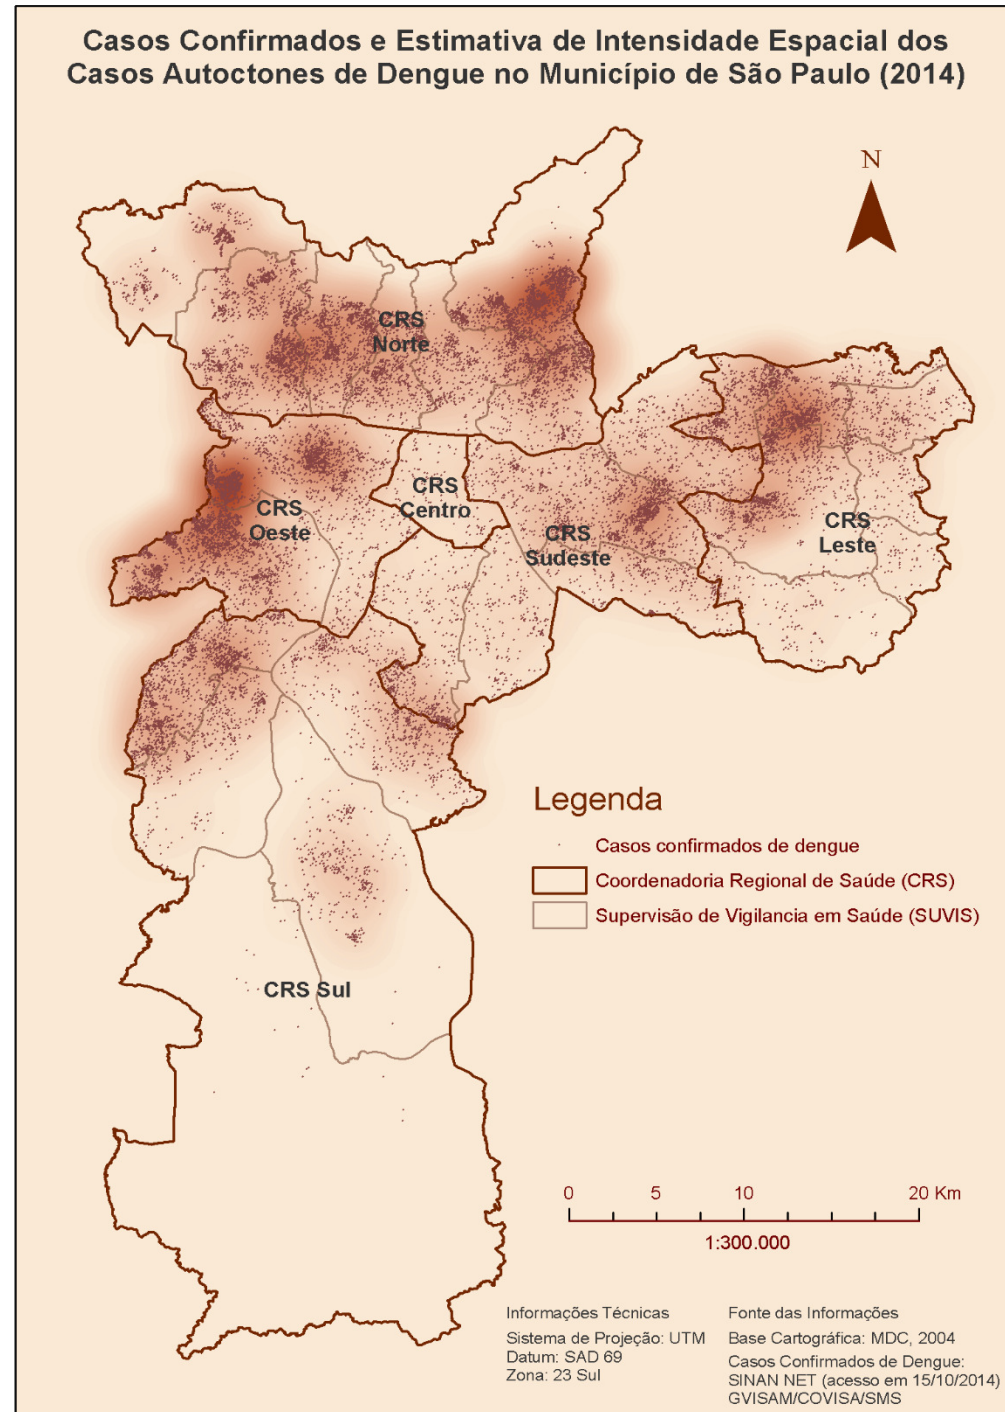 Casos Confirmados e Estimativa de Intensidade Espacial dos
Casos Autoctones de Dengue no Município de São Paulo (2014)
N
CRS
Norte
CRS
Oeste
CRS
Centro
CRS
Sudeste
CRS
Leste
CRS Sul
Legenda
Casos confirmados de dengue
Coordenadoria Regional de Saúde (CRS)
Supervisão de Vigilancia em Saúde (SUVIS)
0 5 10 20 Km
1:300.000
Informações Técnicas
Sistema de Projeção: UTM
Datum: SAD 69
Zona: 23 Sul
Fonte das Informações
Base Cartográfica: MDC, 2004
Casos Confirmados de Dengue:
SINAN NET (acesso em 15/10/2014)
GVISAM/COVISA/SMS